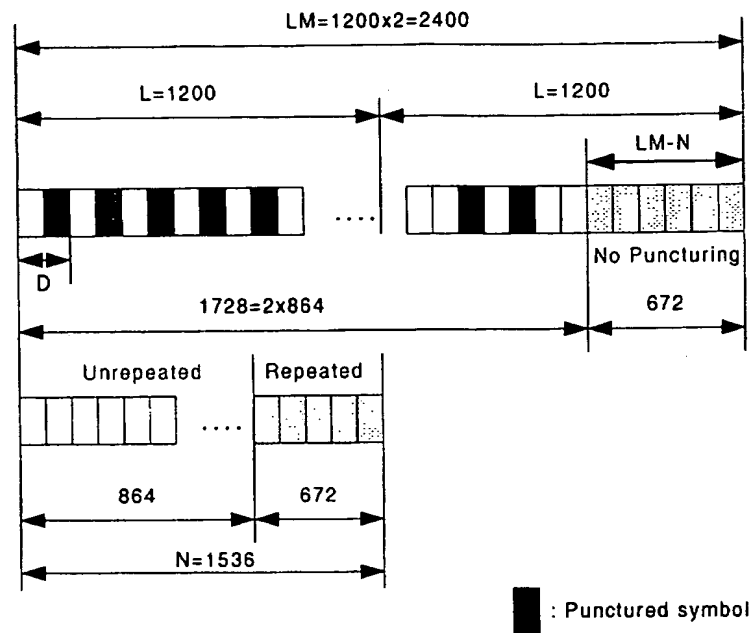 LM=1200x2=2400
L=1200
L=1200
LM-N
....
No Puncturing
D
1728=2x864
672
Unrepeated
Repeated
....
864
672
N=1536
: Punctured symbol